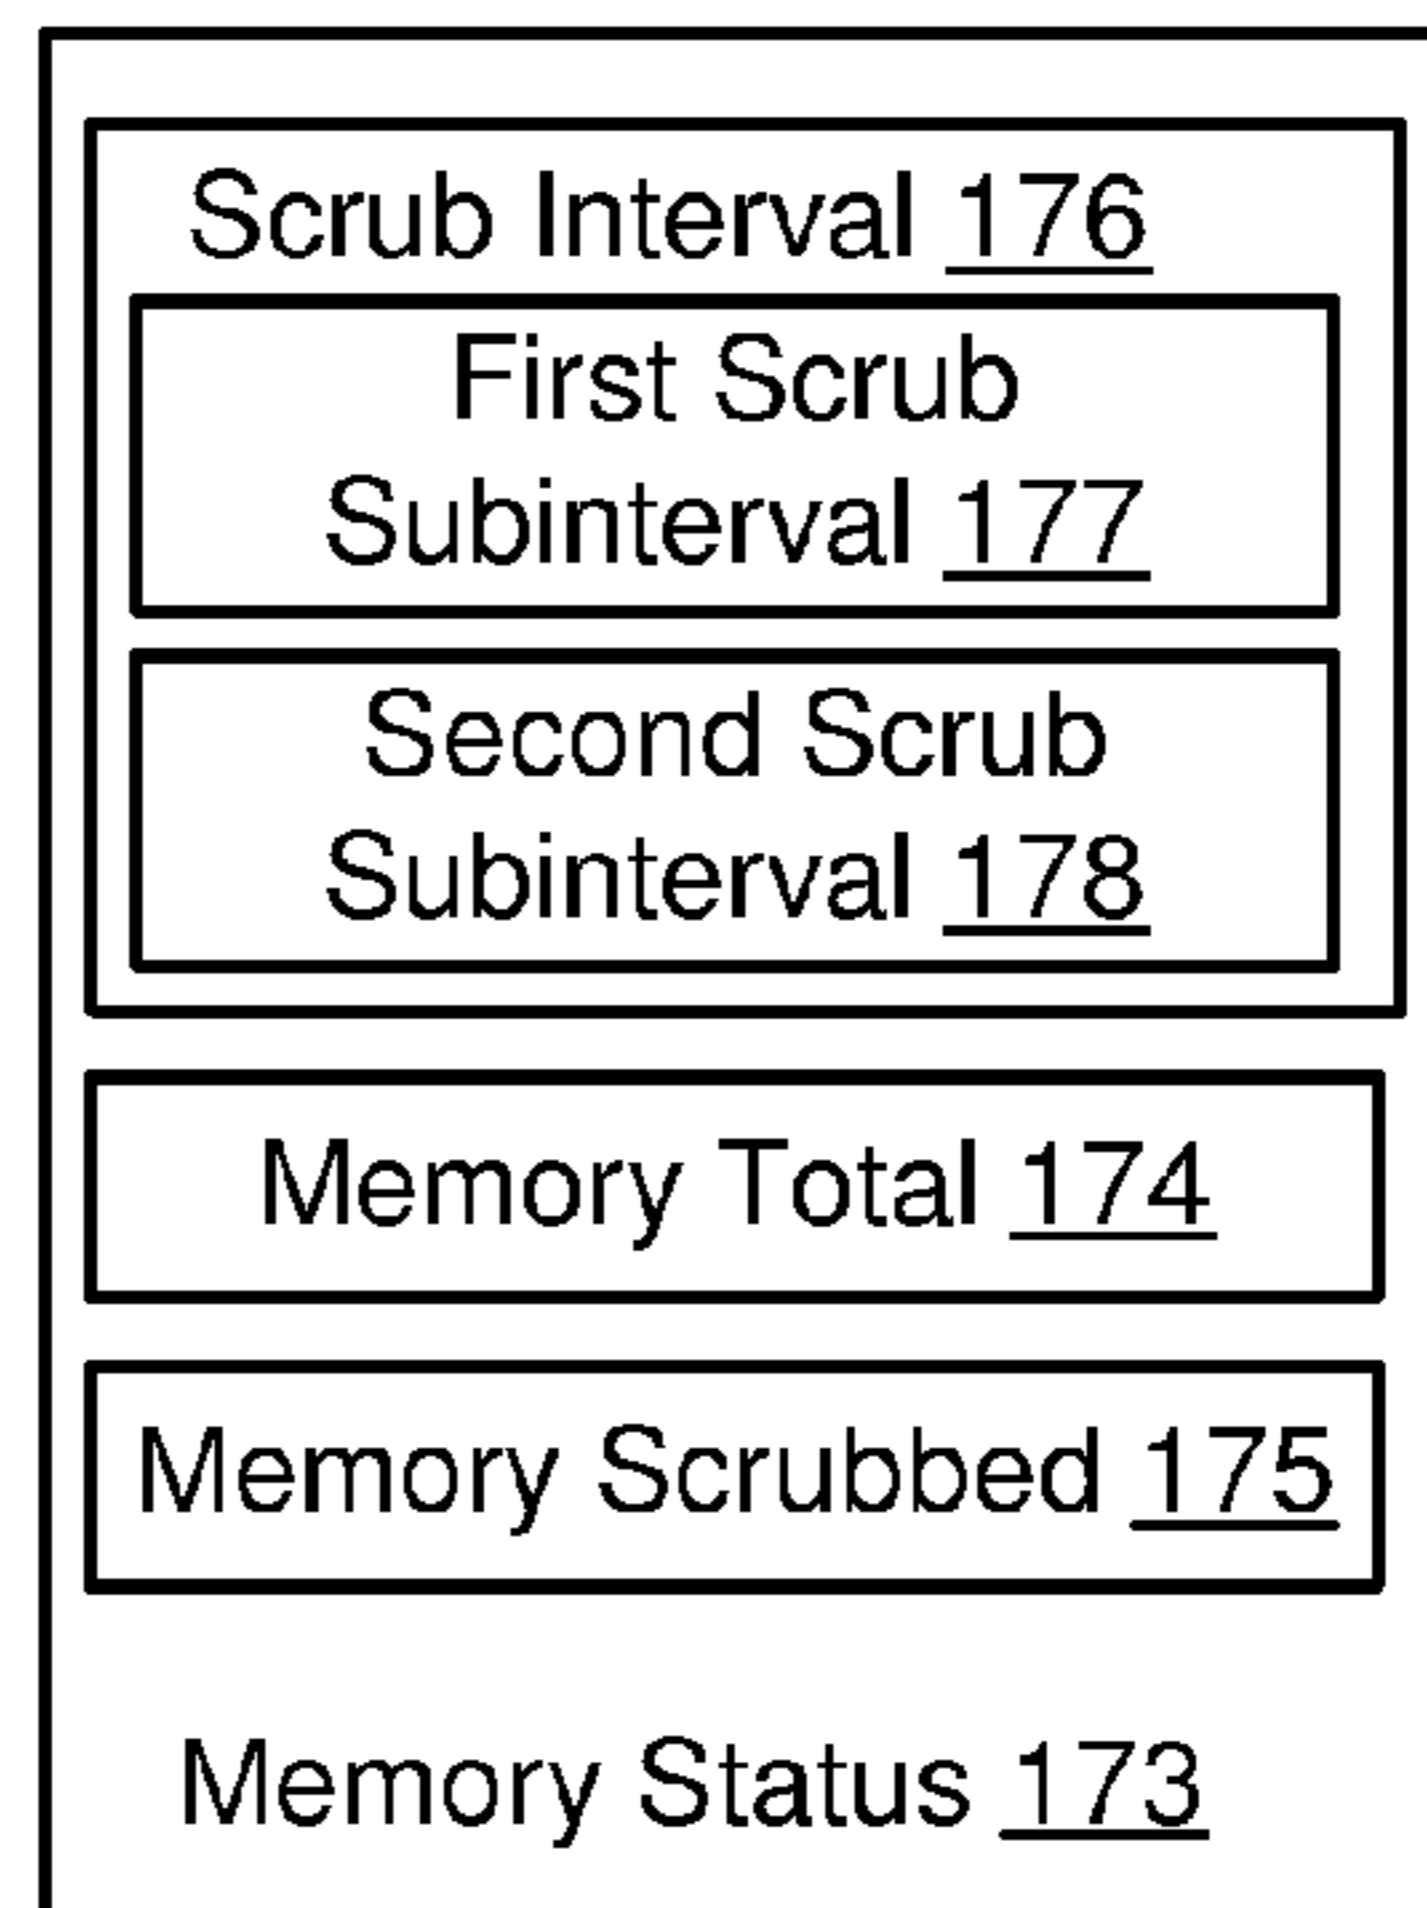 Scrub Interval 176
First Scrub
Subinterval 177
Second Scrub
Subinterval 178
Memory Total 174
Memory Scrubbed 175
Memory Status 173